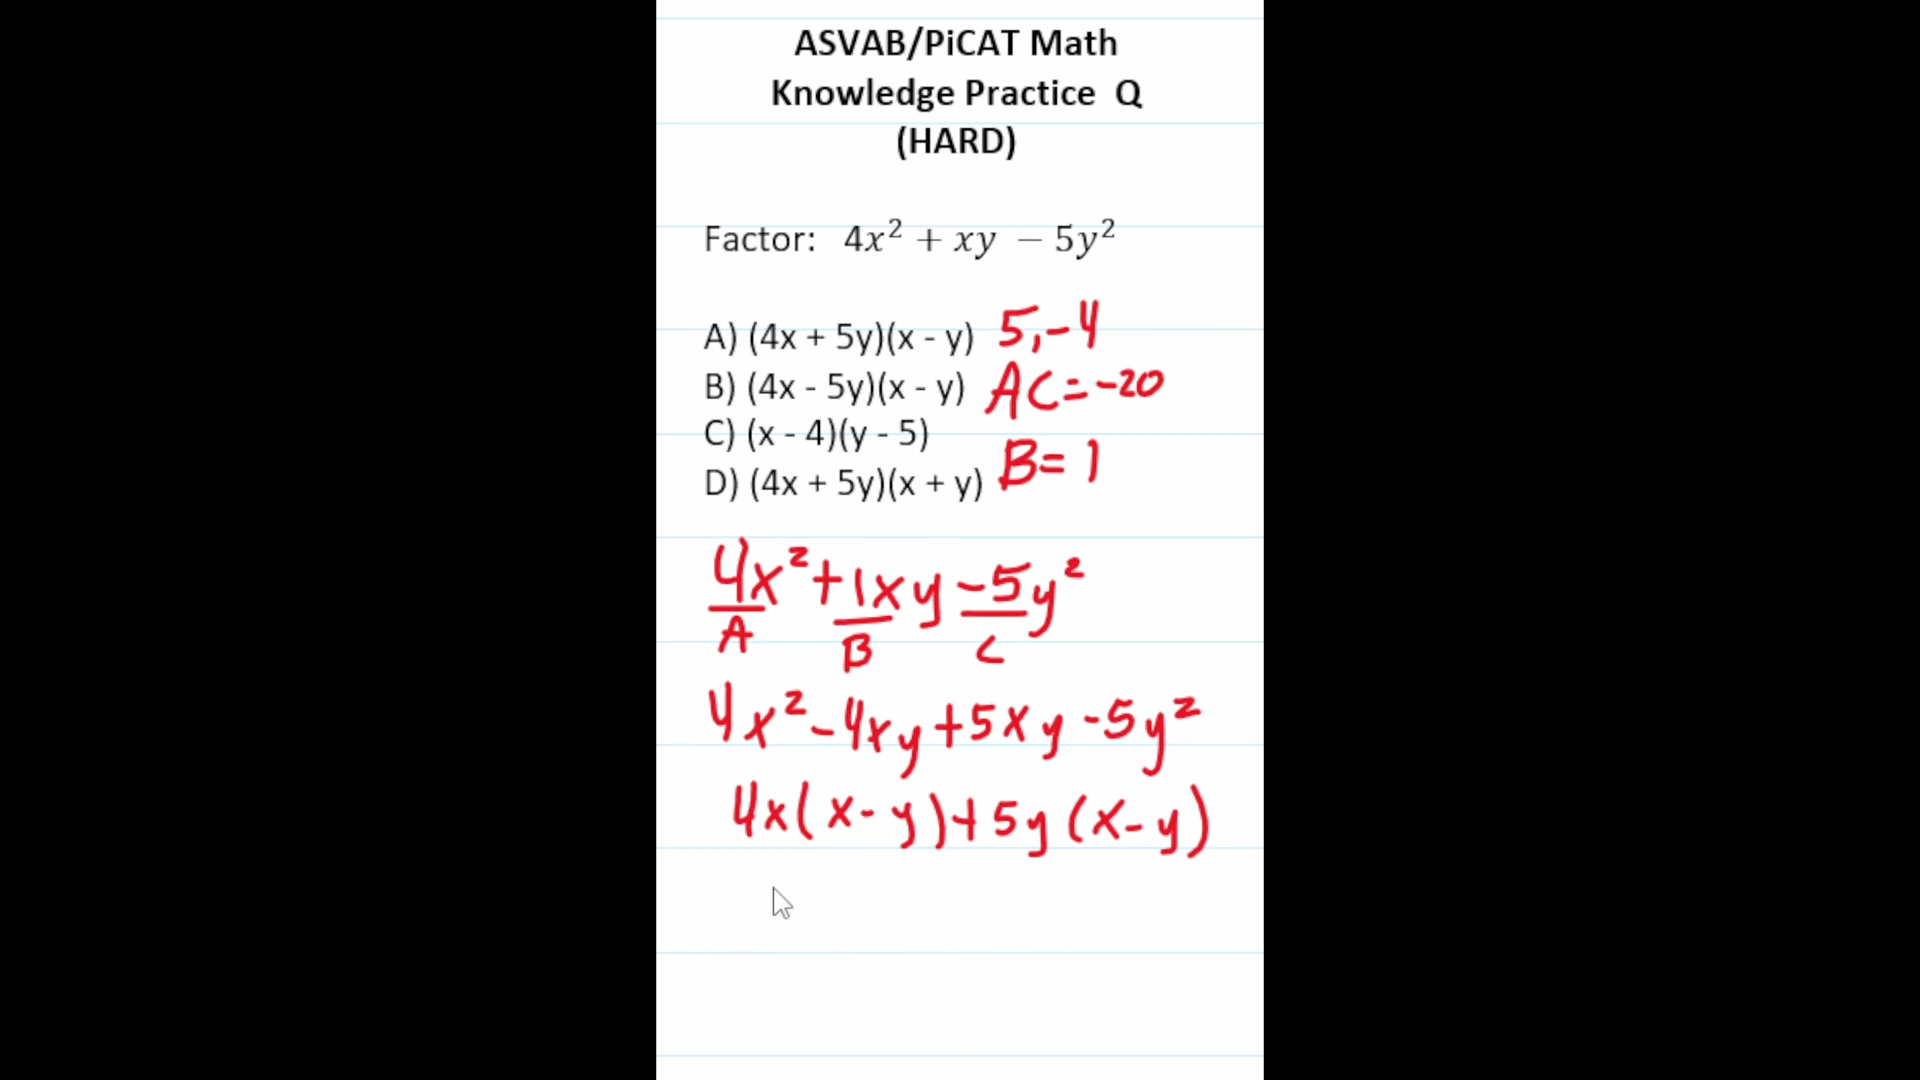 ASVAB/PiCAT Math
Knowledge Practice Q
(HARD)
Factor: 4x² + xy − 5y²
A) (4x + 5y)(x - y) 5,-4
B) (4x - 5y)(x - y) AC=-20
C) (x - 4)(y - 5)
D) (4x + 5y)(x + y) B=1
4x²+1xy-5y²
A B C
4x²-4xy+5xy-5y²
4x(x-y)+5y(x-y)